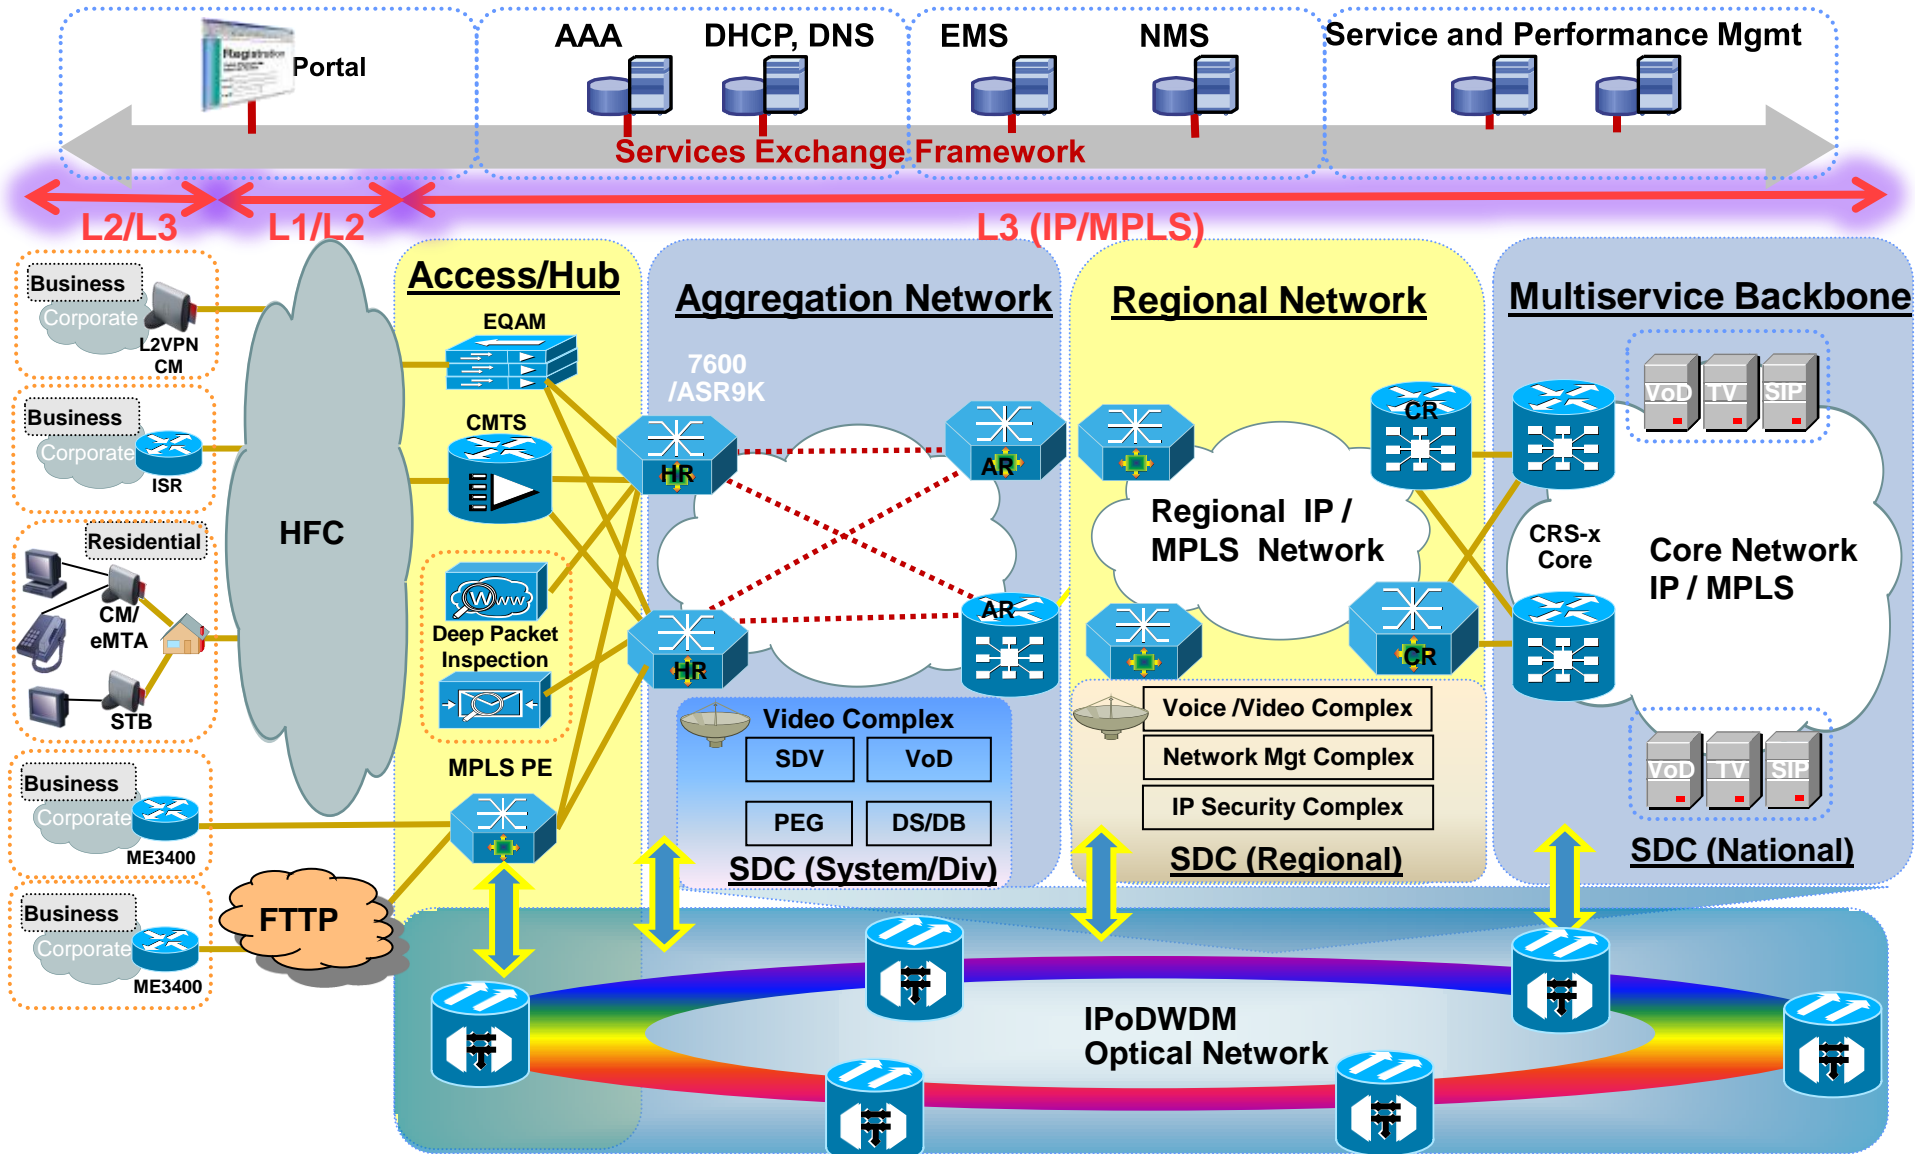 Registration
Portal
AAA
DHCP, DNS
EMS
NMS
Service and Performance Mgmt
Services Exchange Framework
L2/L3
L1/L2
L3 (IP/MPLS)
Business
Corporate
L2VPN
CM
Business
Corporate
ISR
Residential
CM/
eMTA
STB
Business
Corporate
ME3400
Business
Corporate
ME3400
HFC
FTTP
Access/Hub
EQAM
CMTS
Www
Deep Packet
Inspection
MPLS PE
Aggregation Network
7600
/ASR9K
HR
HR
AR
AR
Video Complex
SDV
VoD
PEG
DS/DB
SDC (System/Div)
Regional Network
CR
Regional IP /
MPLS Network
CR
Voice /Video Complex
Network Mgt Complex
IP Security Complex
SDC (Regional)
Multiservice Backbone
VoD
TV
SIP
CRS-x
Core
Core Network
IP / MPLS
VoD
TV
SIP
SDC (National)
IPoDWDM
Optical Network